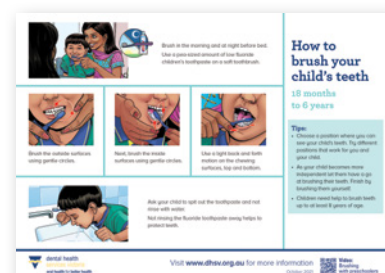 Brush in the morning and at night before bed.
Use a pea-sized amount of low fluoride
children's toothpaste on a soft toothbrush.
How to
brush your
child's teeth
18 months
to 6 years
Brush the outside surfaces
using gentle circles.
Next, brush the inside
surfaces using gentle circles.
Use a light back and forth
motion on the chewing
surfaces, top and bottom.
Tips:
• Choose a position where you can
see your child's teeth. Try different
positions that work for you and
your child.
• As your child becomes more
independent let them have a go
at brushing their teeth. Finish by
brushing them yourself.
• Children need help to brush teeth
up to at least 8 years of age.
Ask your child to spit out the toothpaste and not
rinse with water.
Not rinsing the fluoride toothpaste away helps to
protect teeth.
dental health
oral health for better health
Visit www.dhsv.org.au for more information
October 2021
Video:
Brushing
with preschoolers